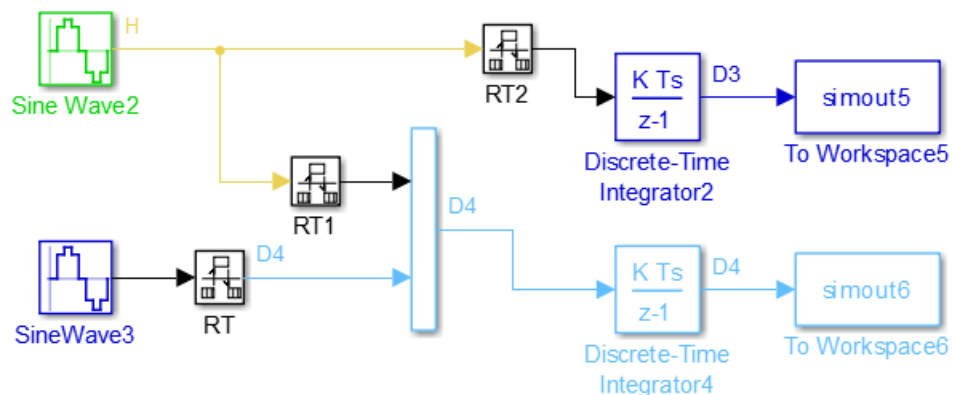 H
Sine Wave2
RT2
K Ts
z-1
Discrete-Time
Integrator2
D3
simout5
To Workspace5
RT1
D4
SineWave3
RT
D4
K Ts
z-1
Discrete-Time
Integrator4
D4
simout6
To Workspace6